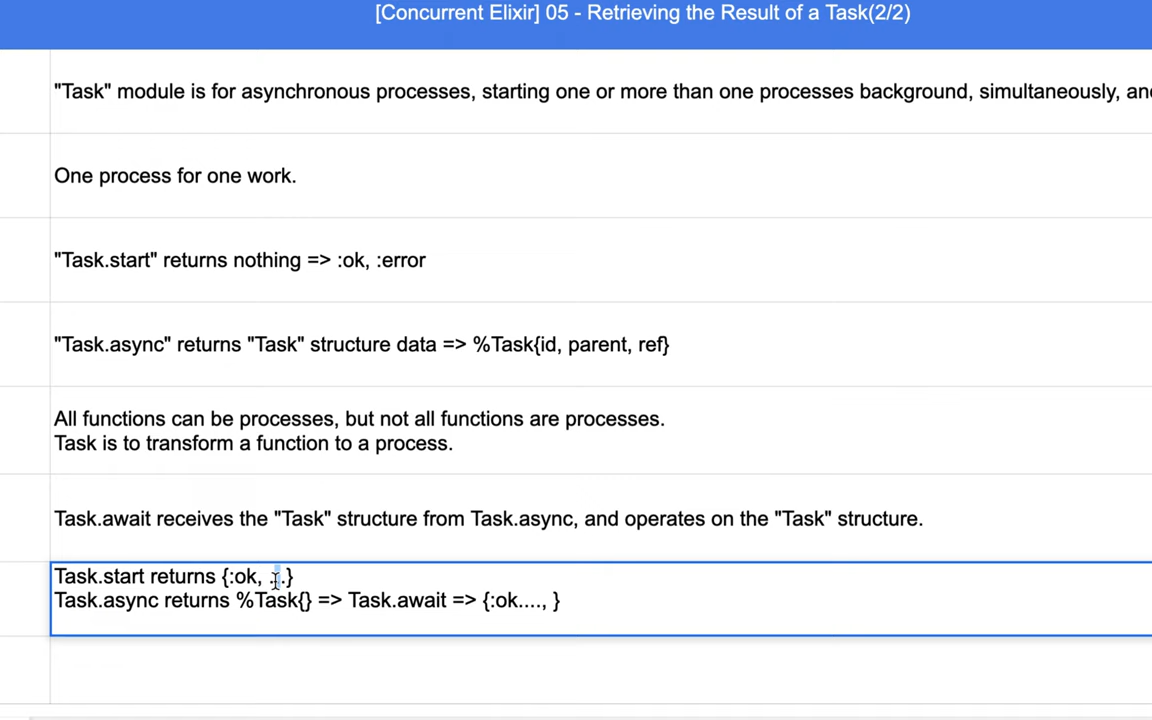 [Concurrent Elixir] 05 - Retrieving the Result of a Task(2/2)
"Task" module is for asynchronous processes, starting one or more than one processes background, simultaneously, an
One process for one work.
"Task.start" returns nothing => :ok, :error
"Task.async" returns "Task" structure data => %Task{id, parent, ref}
All functions can be processes, but not all functions are processes.
Task is to transform a function to a process.
Task.await receives the "Task" structure from Task.async, and operates on the "Task" structure.
Task.start returns {:ok, ...}
Task.async returns %Task{} => Task.await => {:ok...., }